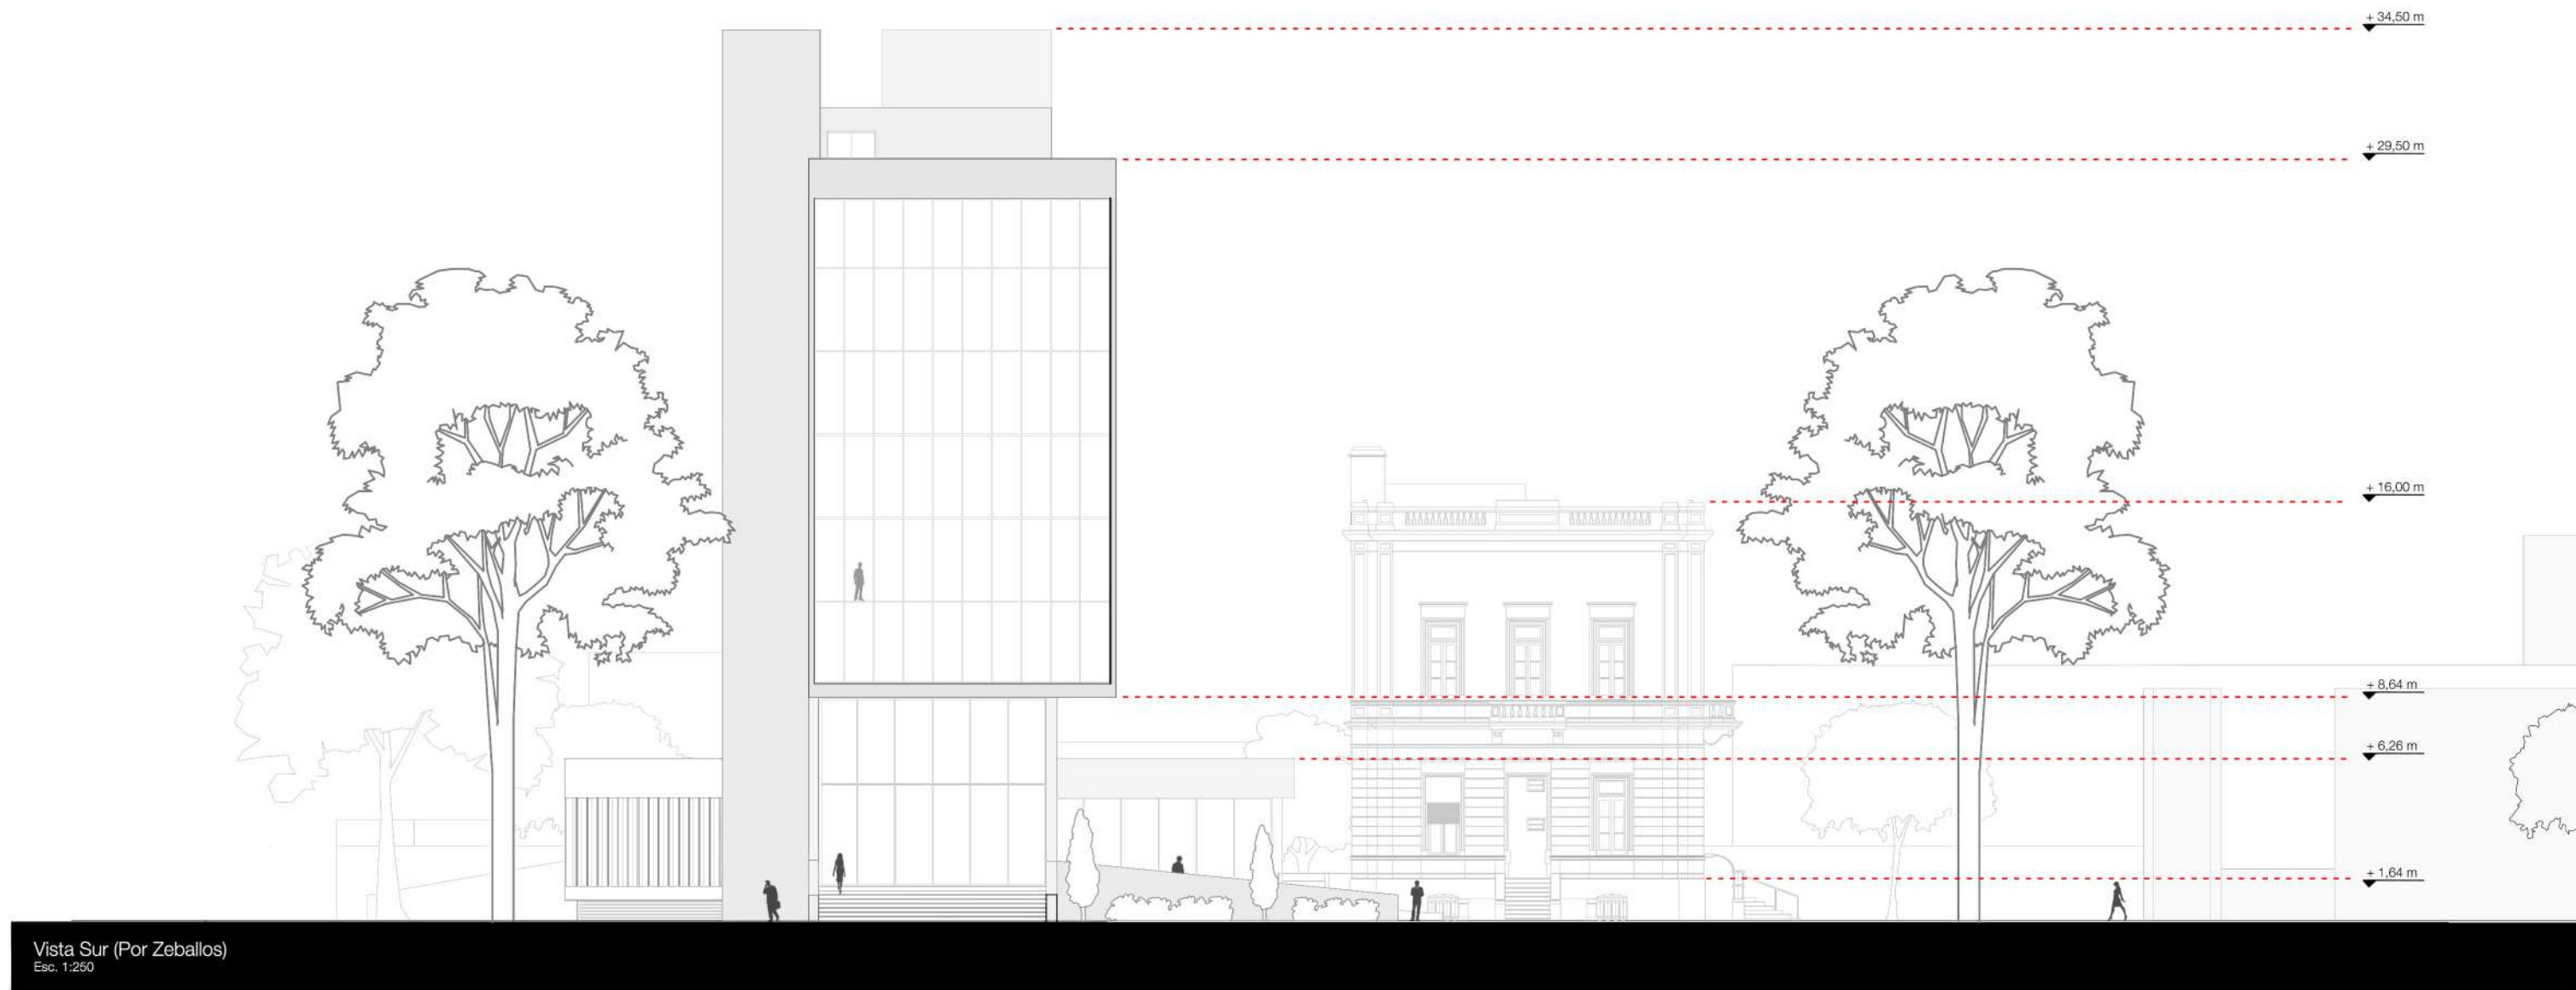 + 34,50 m
+ 29,50 m
+ 16,00 m
+ 8,64 m
+ 6,26 m
+ 1,64 m
Vista Sur (Por Zeballos)
Esc. 1:250